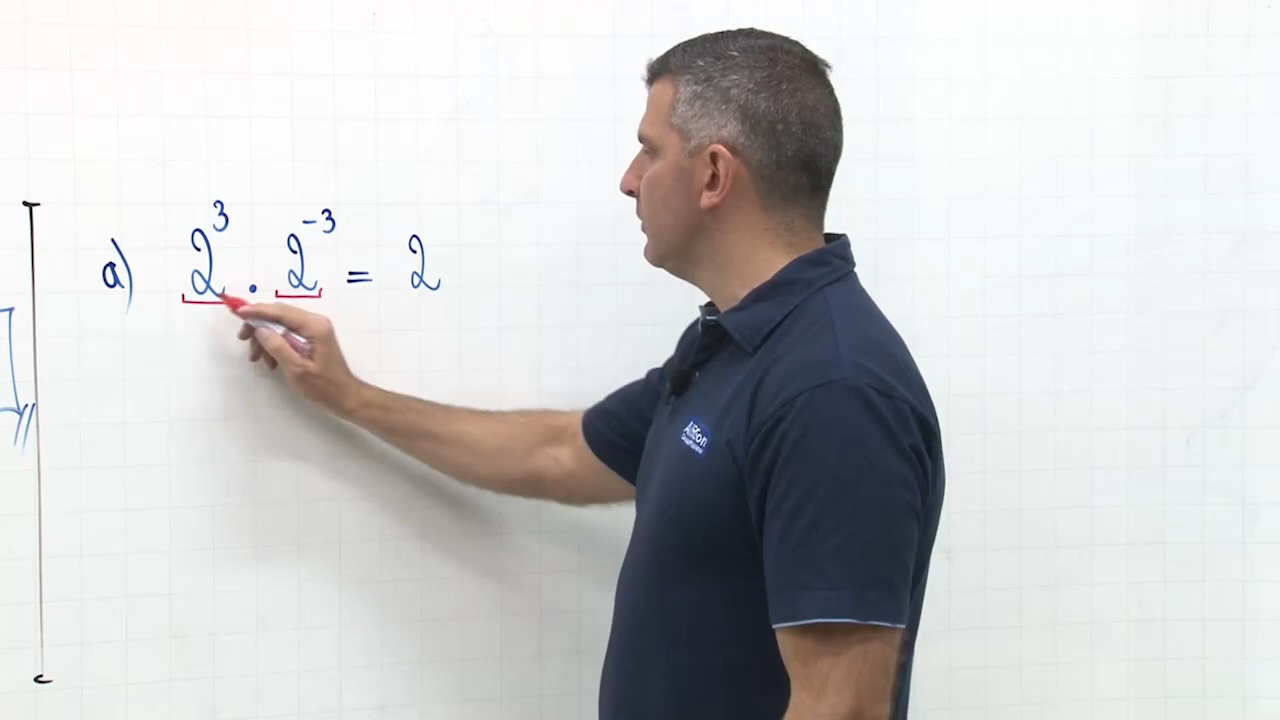 a) 2³ · 2⁻³ = 2